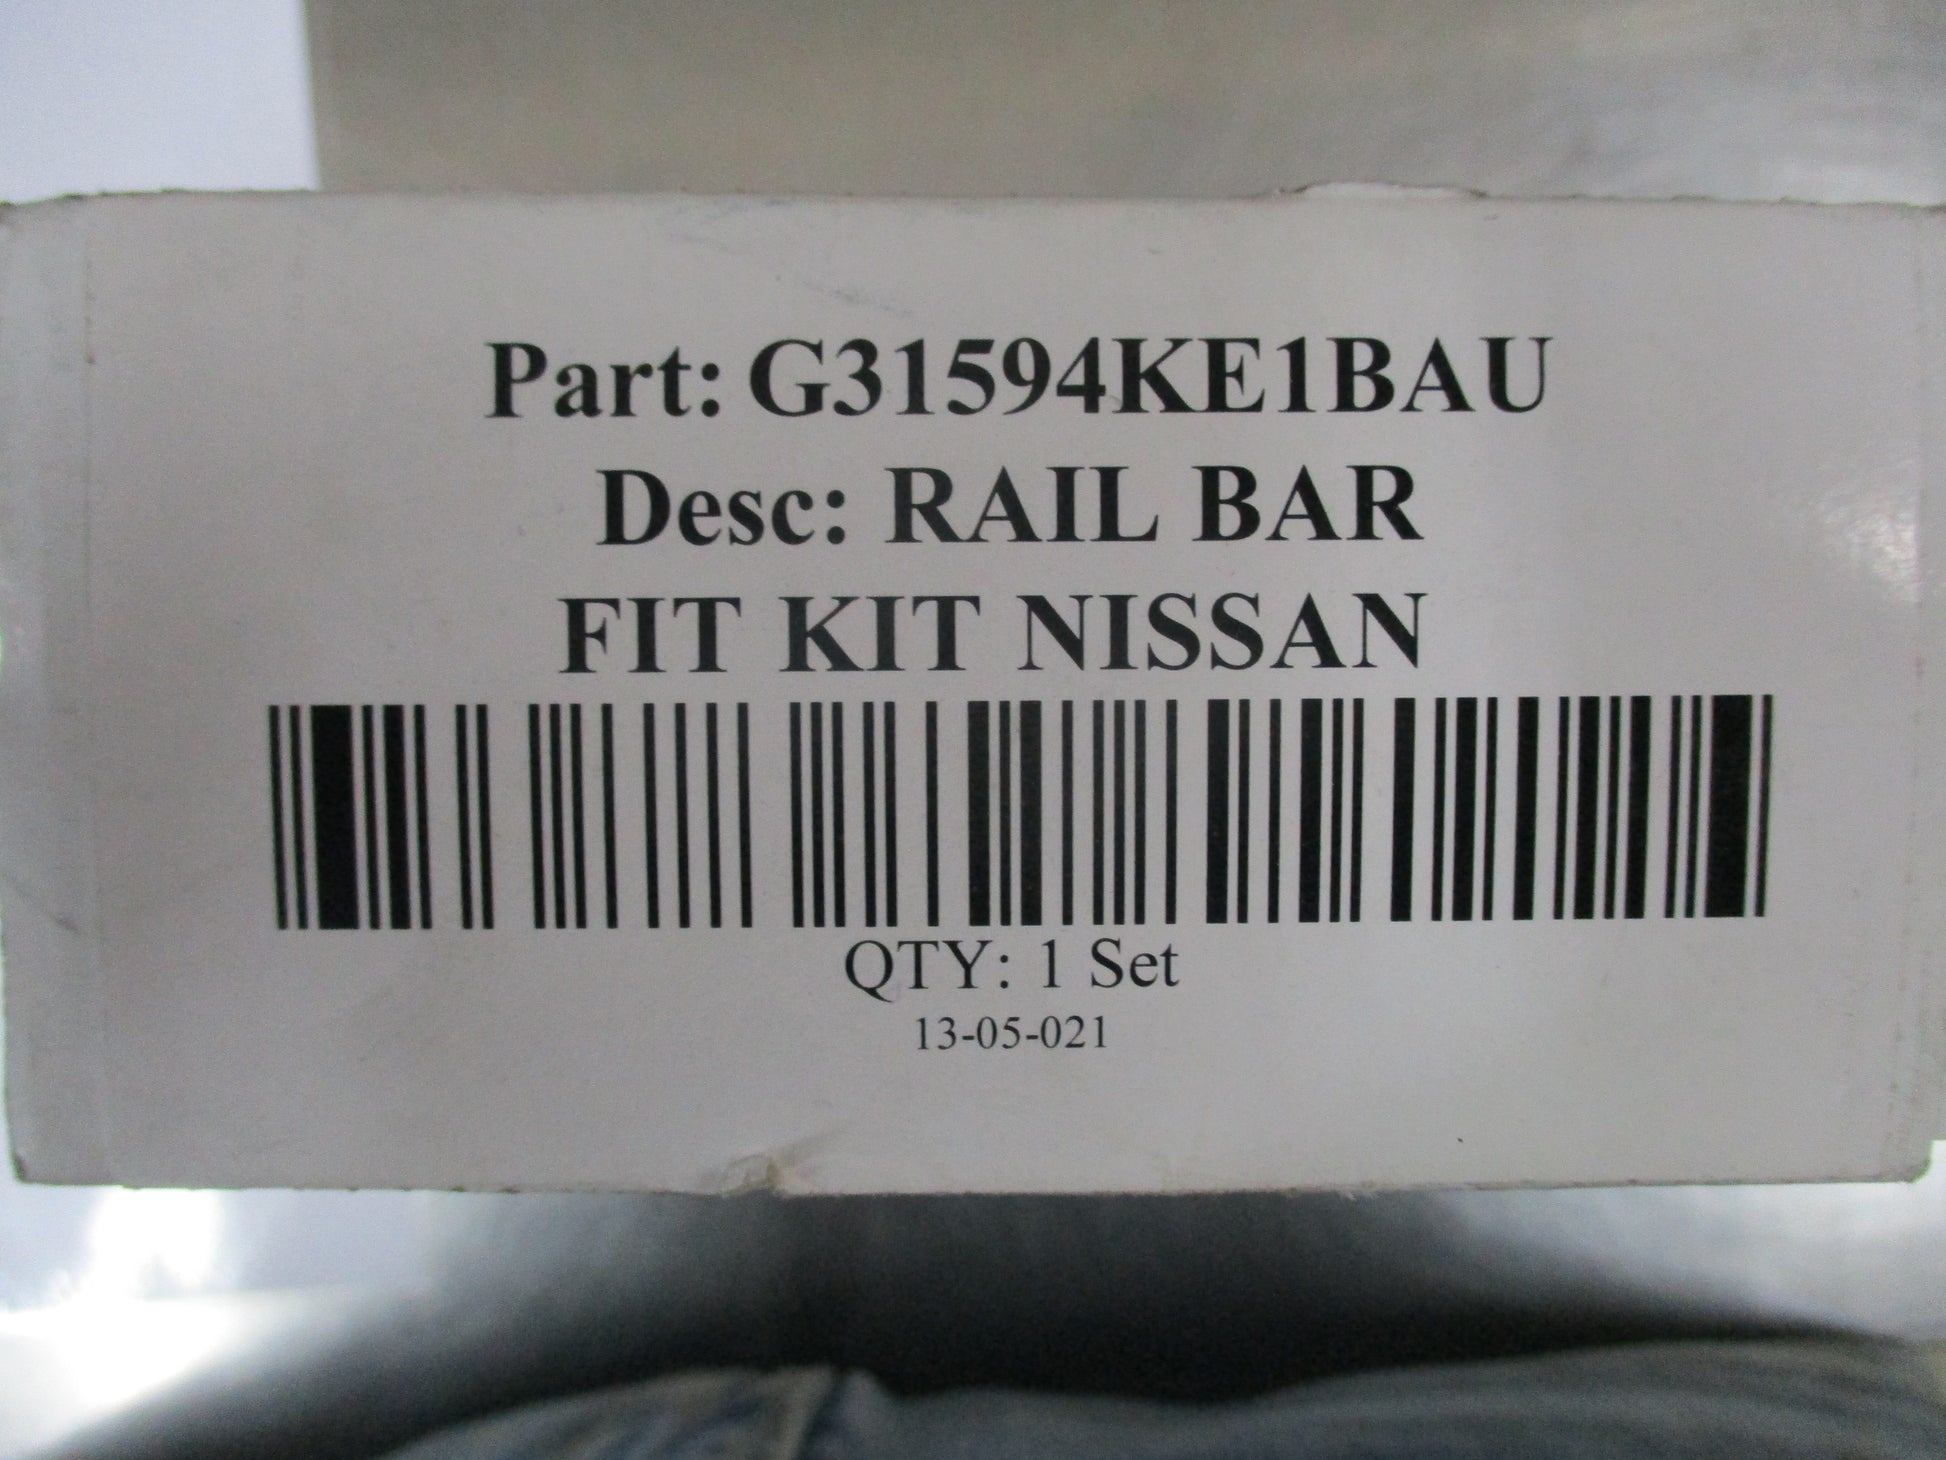 Part: G31594KE1BAU
Desc: RAIL BAR
FIT KIT NISSAN
QTY: 1 Set
13-05-021